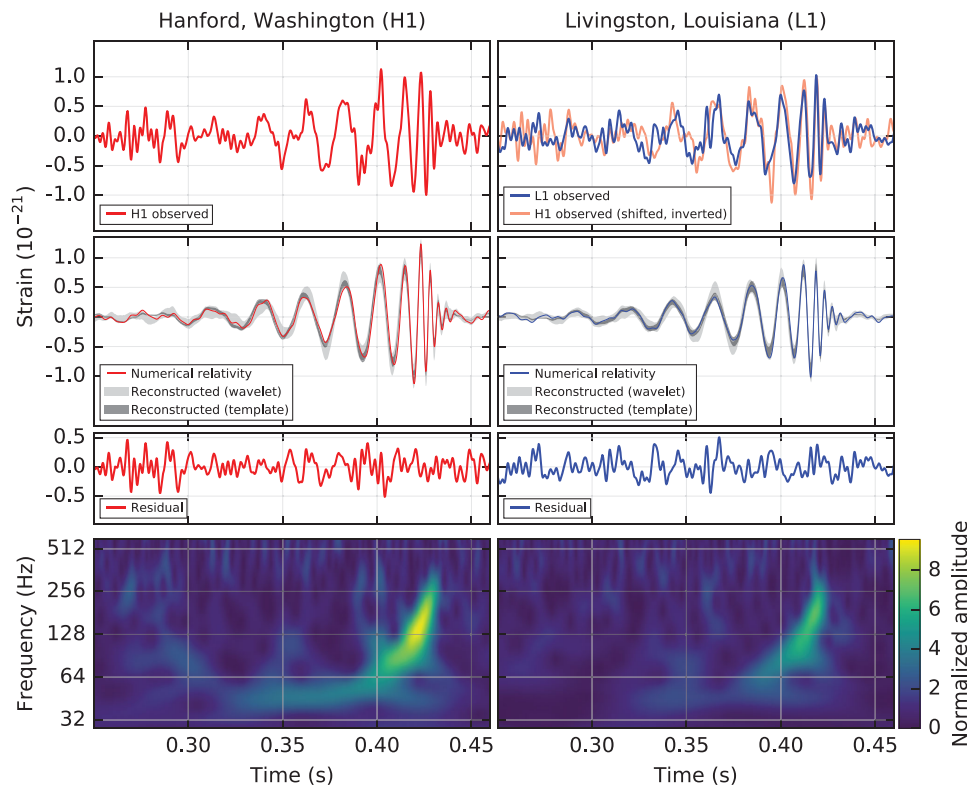 Hanford, Washington (H1)
Livingston, Louisiana (L1)
Strain (10⁻²¹)
1.0
0.5
0.0
-0.5
-1.0
H1 observed
L1 observed
H1 observed (shifted, inverted)
1.0
0.5
0.0
-0.5
-1.0
Numerical relativity
Reconstructed (wavelet)
Reconstructed (template)
Numerical relativity
Reconstructed (wavelet)
Reconstructed (template)
0.5
0.0
-0.5
Residual
Residual
Frequency (Hz)
512
256
128
64
32
0.30
0.35
0.40
0.45
Time (s)
0.30
0.35
0.40
0.45
Time (s)
8
6
4
2
0
Normalized amplitude